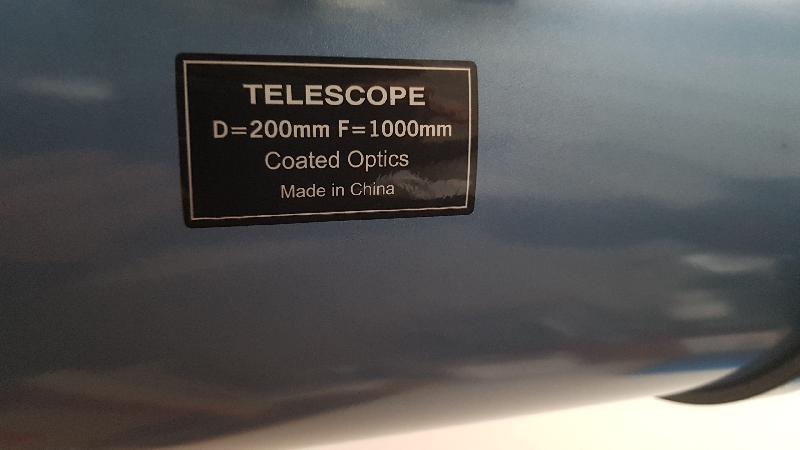 TELESCOPE
D=200mm F=1000mm
Coated Optics
Made in China